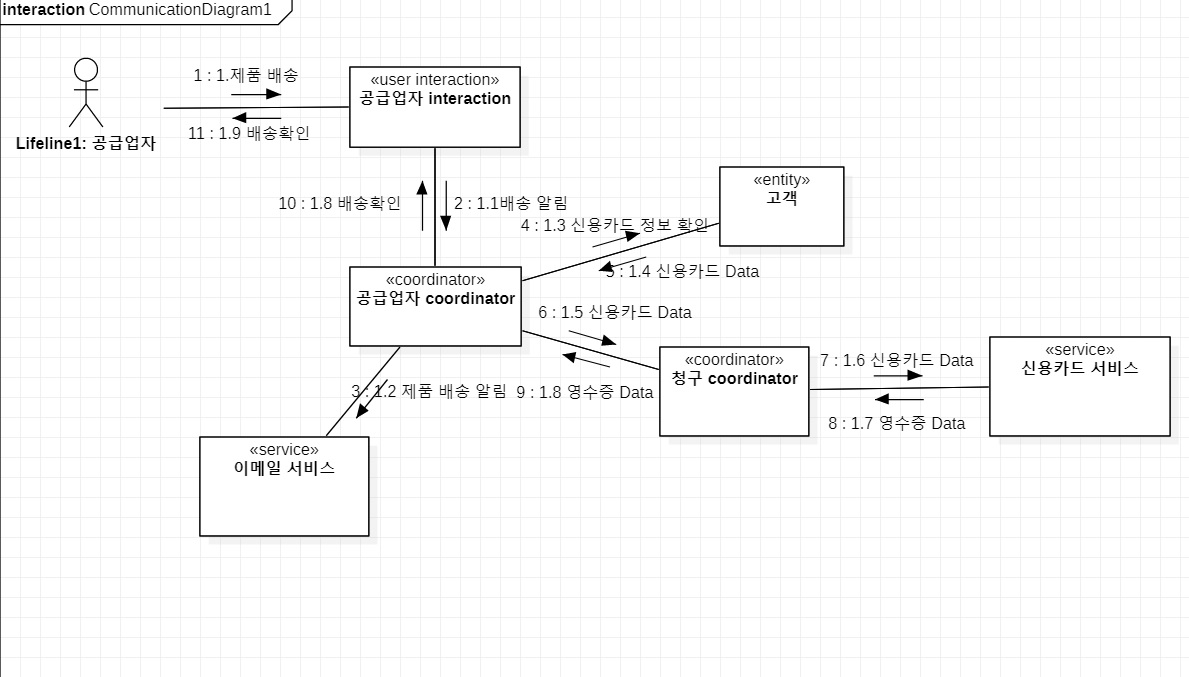 interaction CommunicationDiagram1
1 : 1.제품 배송
11 : 1.9 배송확인
Lifeline1: 공급업자
«user interaction»
공급업자 interaction
10 : 1.8 배송확인
2 : 1.1배송 알림
4 : 1.3 신용카드 정보 확인
5 : 1.4 신용카드 Data
«entity»
고객
«coordinator»
공급업자 coordinator
6 : 1.5 신용카드 Data
9 : 1.8 영수증 Data
3 : 1.2 제품 배송 알림
«coordinator»
청구 coordinator
7 : 1.6 신용카드 Data
8 : 1.7 영수증 Data
«service»
신용카드 서비스
«service»
이메일 서비스